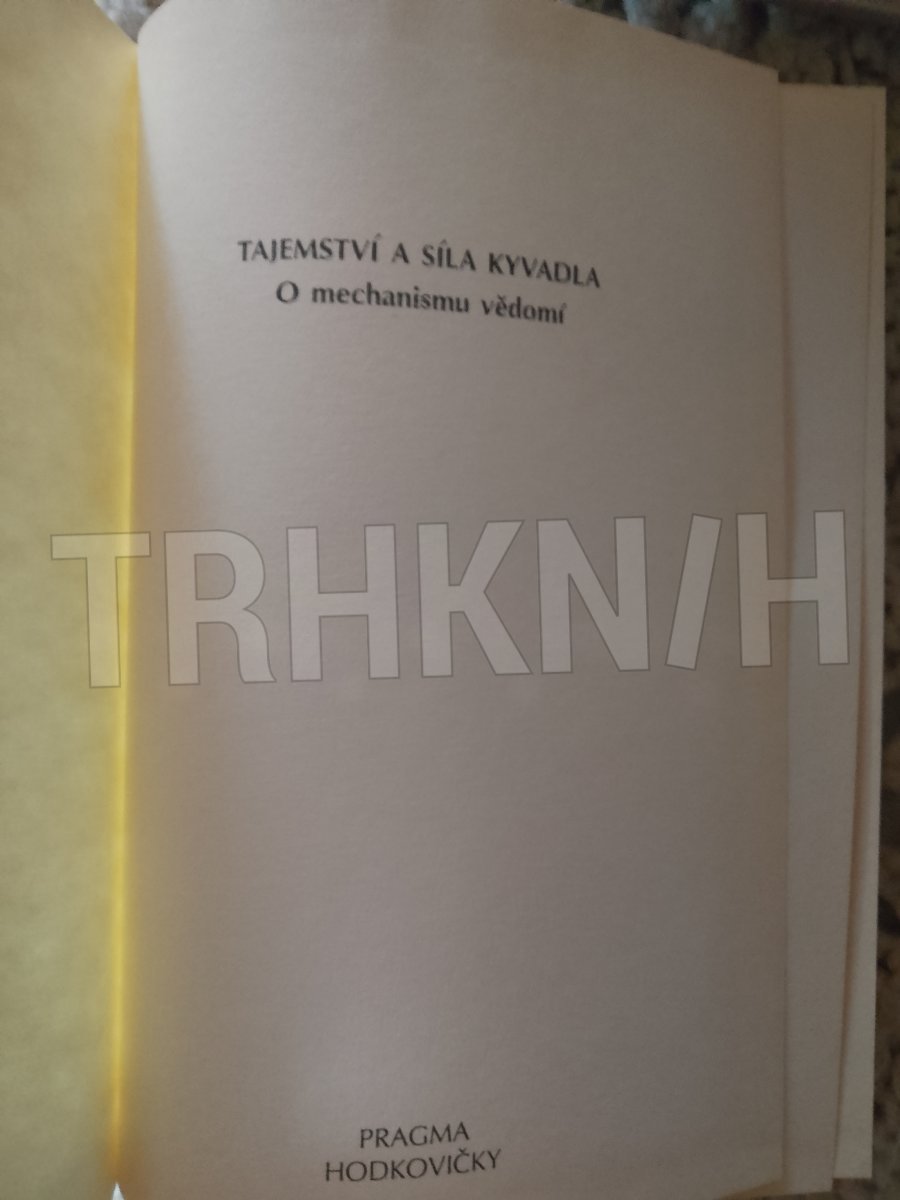 TAJEMSTVÍ A SÍLA KYVADLA
O mechanismu vědomí
TRHKN/H
PRAGMA
HODKOVIČKY